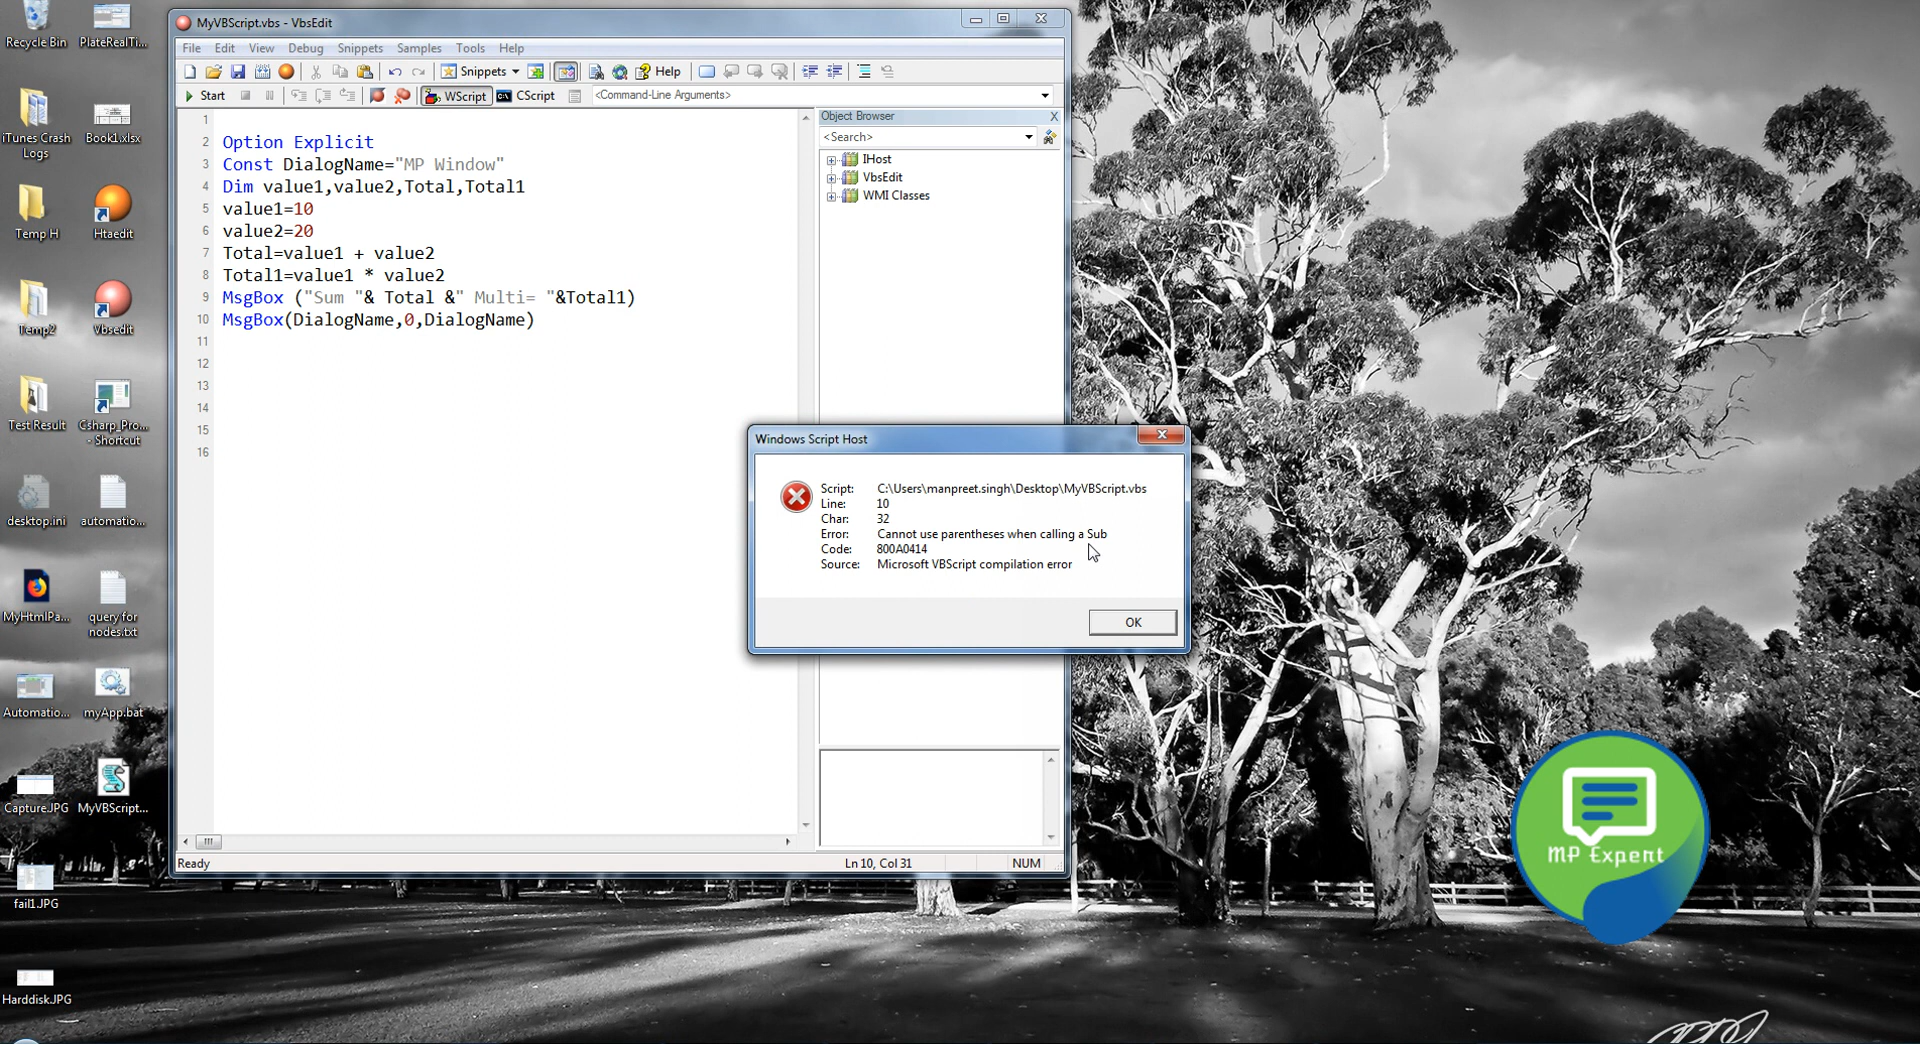 Recycle Bin
PlateRealTi...
iTunes Crash
Logs
Book1.xlsx
Temp H
Htaedit
Temp2
Vbsedit
Test Result
Csharp_Pro...
- Shortcut
desktop.ini
automatio...
MyHtmlPa...
query for
nodes.txt
Automatio...
myApp.bat
Capture.JPG
MyVBScript...
fail1.JPG
Harddisk.JPG
MyVBScript.vbs - VbsEdit
File Edit View Debug Snippets Samples Tools Help
Snippets Help
Start WScript CScript <Command-Line Arguments>
1
2 Option Explicit
3 Const DialogName="MP Window"
4 Dim value1,value2,Total,Total1
5 value1=10
6 value2=20
7 Total=value1 + value2
8 Total1=value1 * value2
9 MsgBox ("Sum "& Total &" Multi= "&Total1)
10 MsgBox(DialogName,0,DialogName)
11
12
13
14
15
16
Object Browser
<Search>
IHost
VbsEdit
WMI Classes
Ready Ln 10, Col 31 NUM
Windows Script Host
Script: C:\Users\manpreet.singh\Desktop\MyVBScript.vbs
Line: 10
Char: 32
Error: Cannot use parentheses when calling a Sub
Code: 800A0414
Source: Microsoft VBScript compilation error
OK
MP Expent